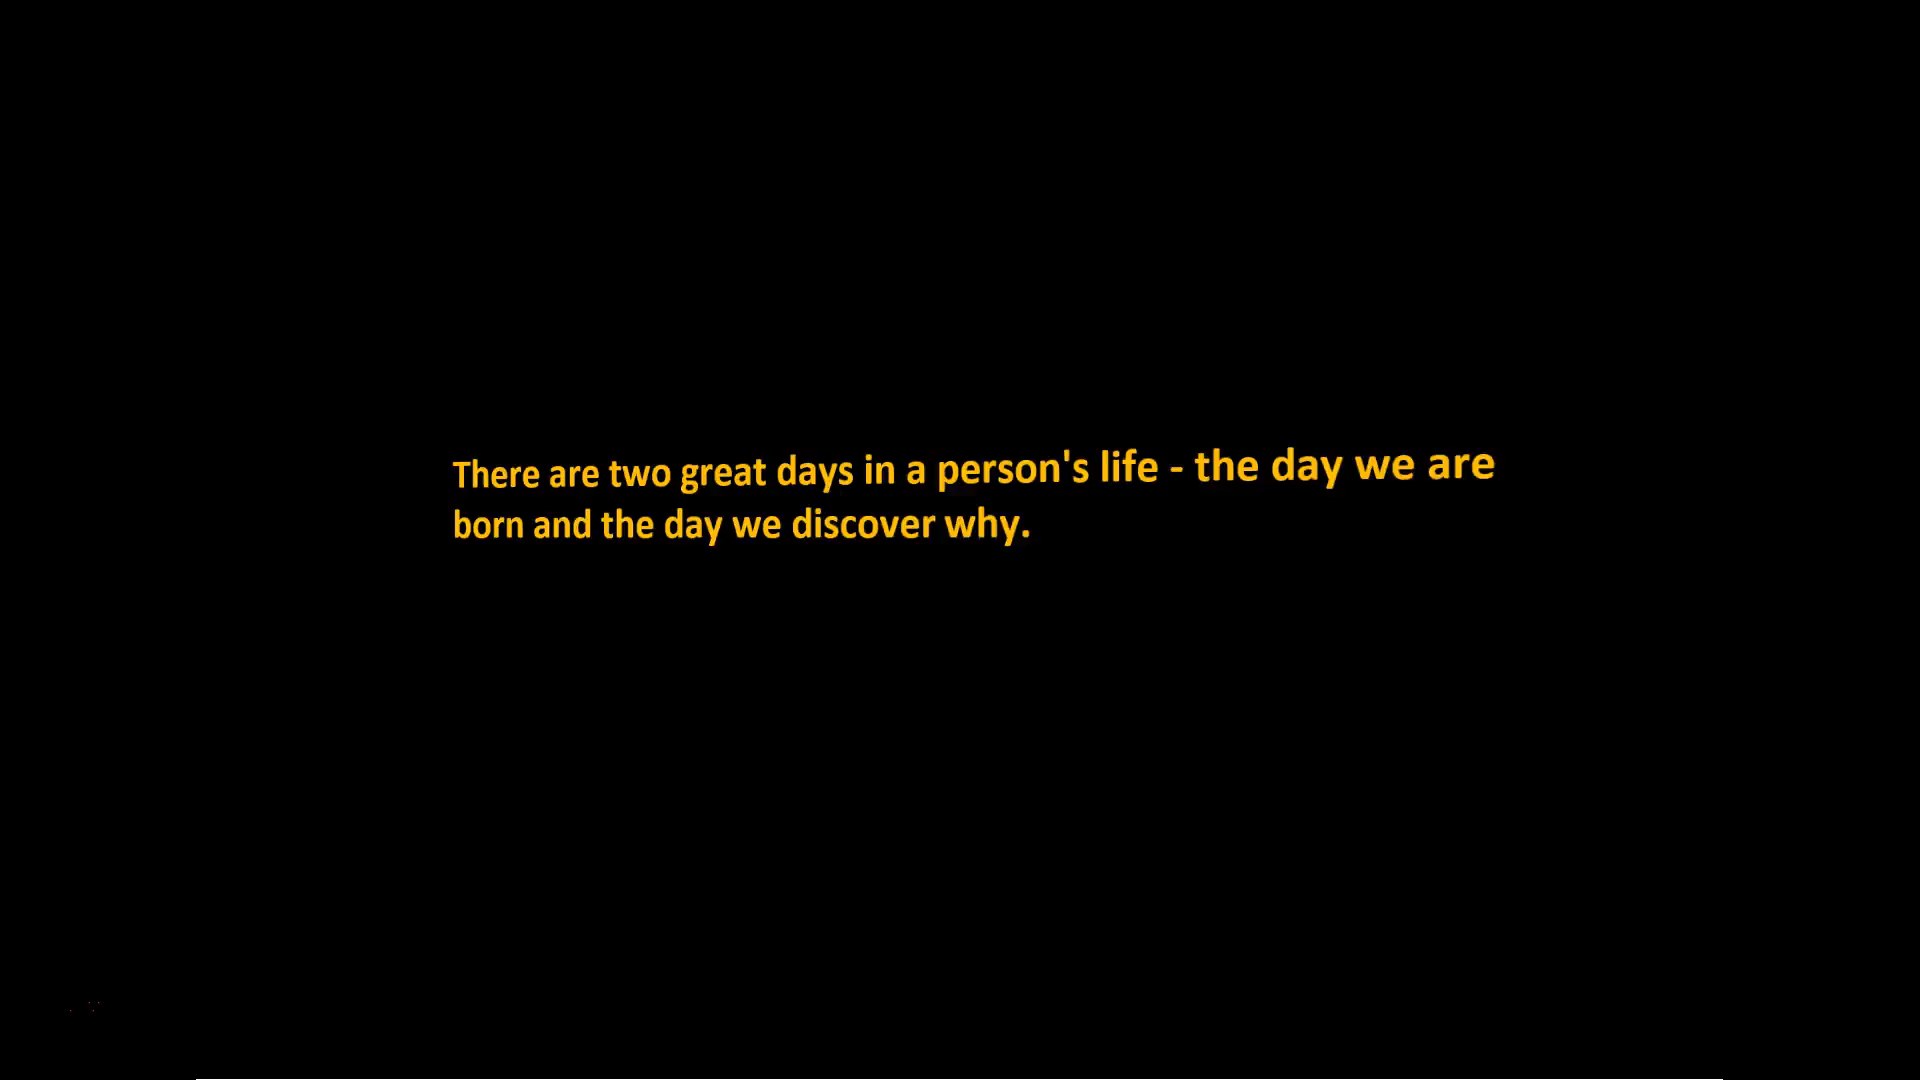 There are two great days in a person's life - the day we are
born and the day we discover why.